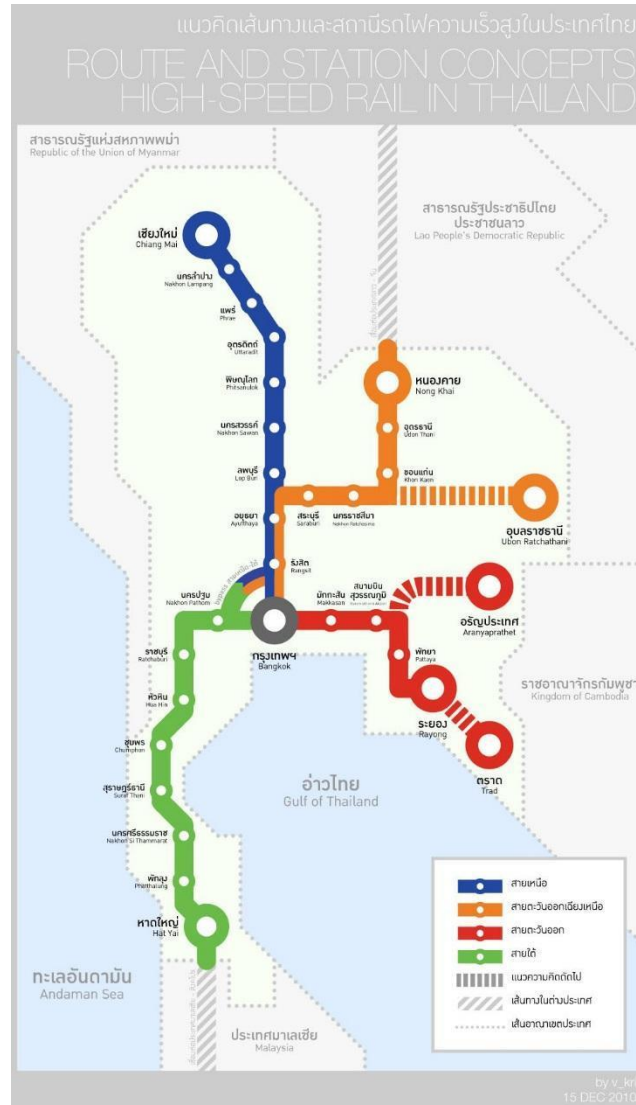 แนวคิดเส้นทางและสถานีรถไฟความเร็วสูงในประเทศไทย
ROUTE AND STATION CONCEPTS
HIGH-SPEED RAIL IN THAILAND
สาธารณรัฐแห่งสหภาพพม่า
Republic of the Union of Myanmar
สาธารณรัฐประชาธิปไตย
ประชาชนลาว
Lao People's Democratic Republic
เชียงใหม่
Chiang Mai
นครลำปาง
Nakhon Lampang
แพร่
Phrae
อุตรดิตถ์
Uttaradit
พิษณุโลก
Phitsanulok
นครสวรรค์
Nakhon Sawan
ลพบุรี
Lop Buri
อยุธยา
Ayutthaya
รังสิต
Rangsit
หนองคาย
Nong Khai
อุดรธานี
Udon Thani
ขอนแก่น
Khon Kaen
สระบุรี
Saraburi
นครราชสีมา
Nakhon Ratchasima
อุบลราชธานี
Ubon Ratchathani
นครปฐม
Nakhon Pathom
กรุงเทพฯ
Bangkok
มักกะสัน
Makkasan
สนามบิน
สุวรรณภูมิ
อรัญประเทศ
Aranyaprathet
พัทยา
Pattaya
ระยอง
Rayong
ตราด
Trad
ราชอาณาจักรกัมพูชา
Kingdom of Cambodia
ราชบุรี
Ratchaburi
หัวหิน
Hua Hin
ชุมพร
Chumphon
สุราษฎร์ธานี
Surat Thani
นครศรีธรรมราช
Nakhon Si Thammarat
พัทลุง
Phatthalung
หาดใหญ่
Hat Yai
อ่าวไทย
Gulf of Thailand
ทะเลอันดามัน
Andaman Sea
ประเทศมาเลเซีย
Malaysia
สายเหนือ
สายตะวันออกเฉียงเหนือ
สายตะวันออก
สายใต้
แนวความคิดถัดไป
เส้นทางในต่างประเทศ
เส้นอาณาเขตประเทศ
by v_kri
15 DEC 2010